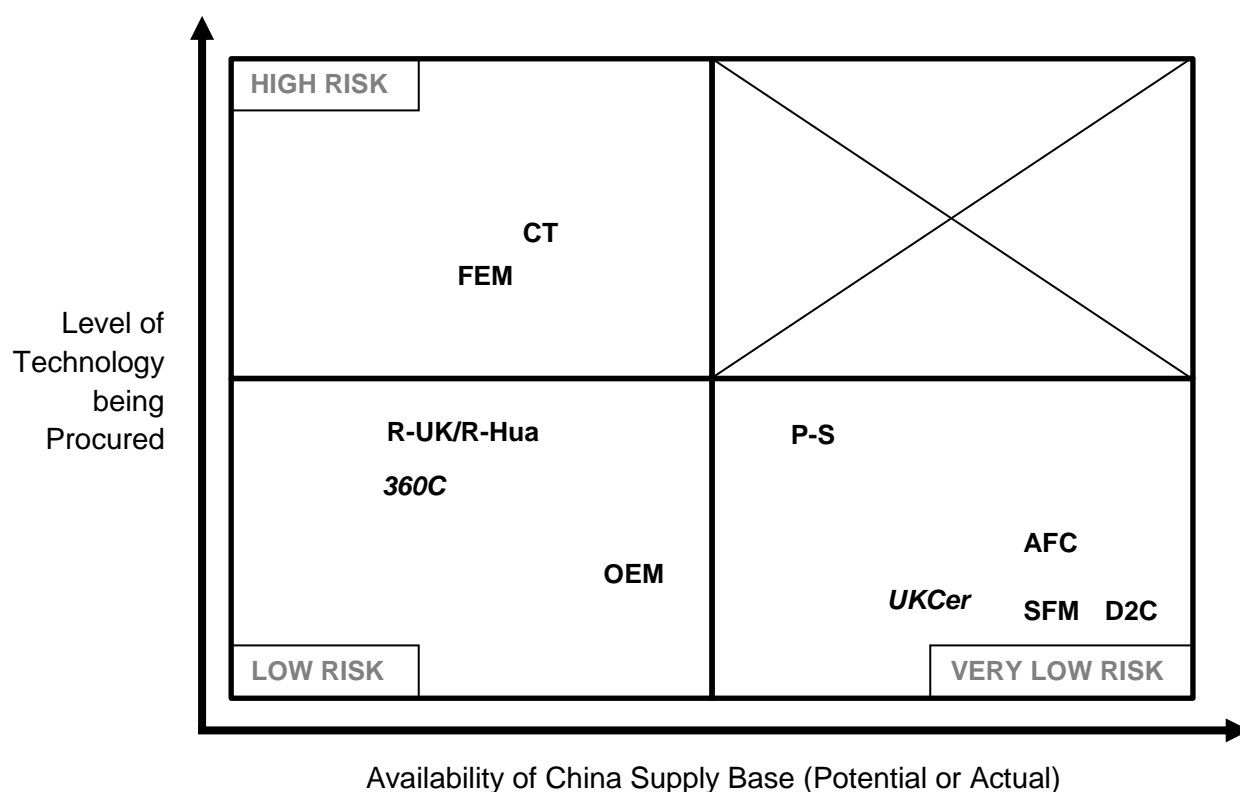 HIGH RISK
CT
FEM
Level of
Technology
being
Procured
R-UK/R-Hua
P-S
360C
AFC
OEM
UKCer
SFM D2C
LOW RISK
VERY LOW RISK
Availability of China Supply Base (Potential or Actual)